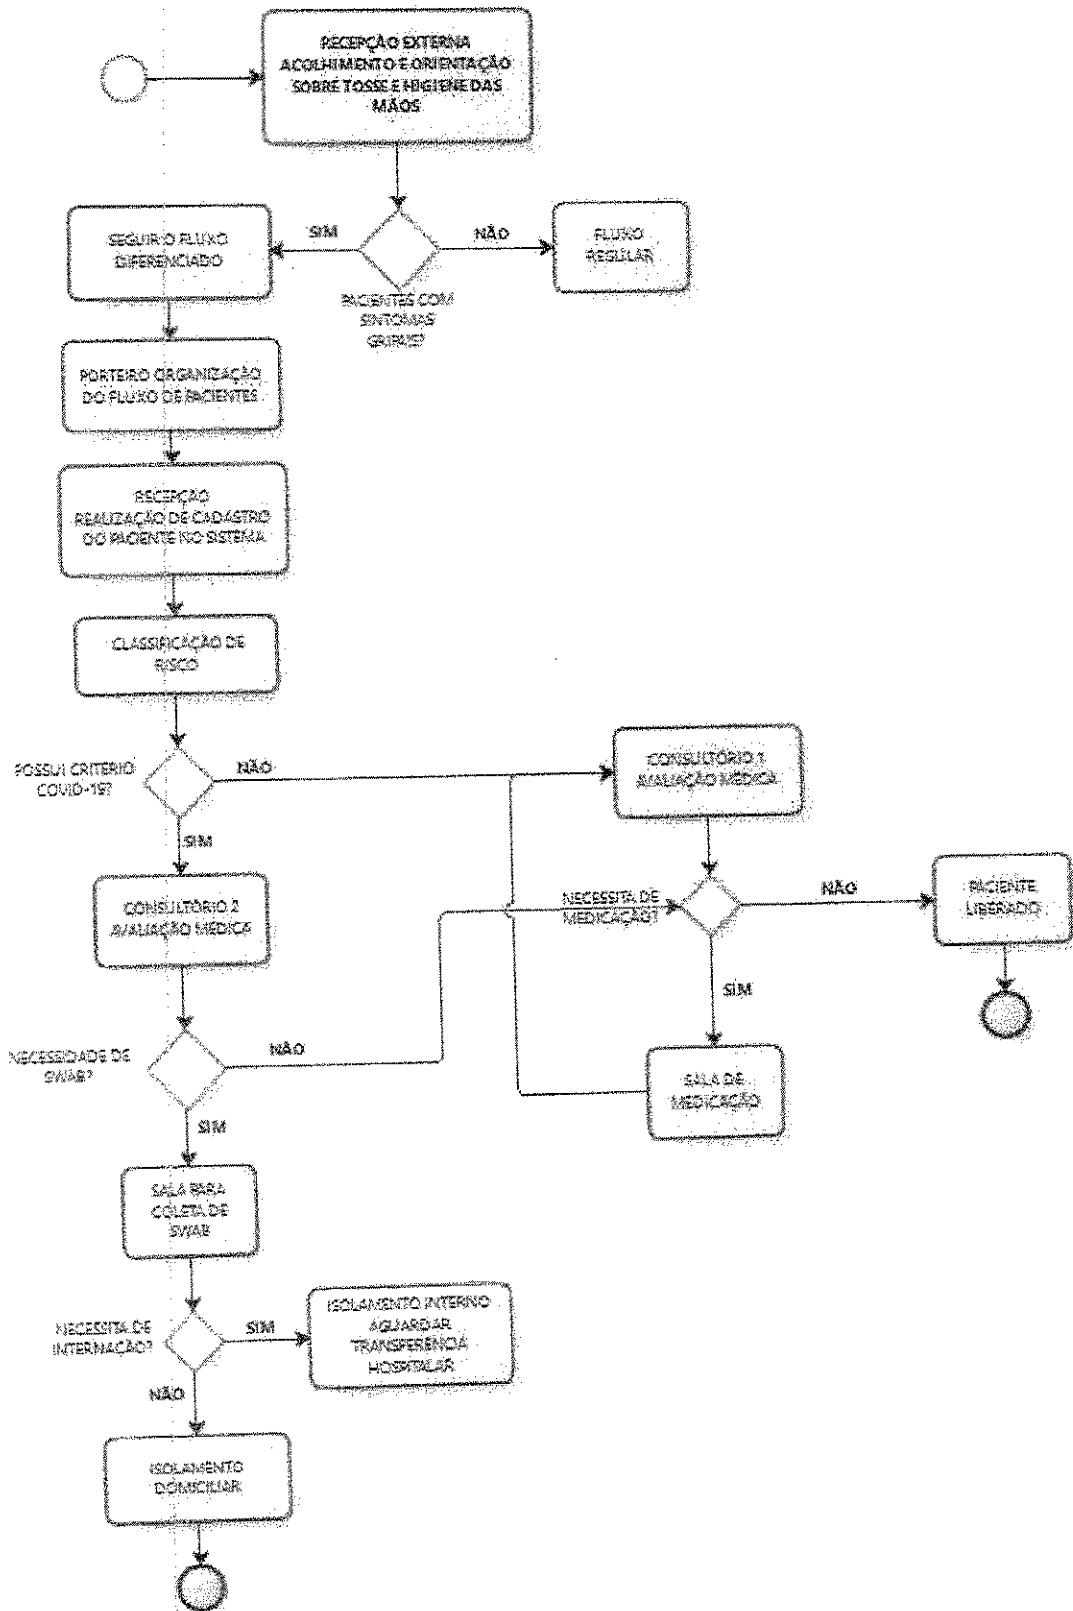 RECEPÇÃO EXTERNA
ACOLHIMENTO E ORIENTAÇÃO
SOBRE TOSSE E HIGIENE DAS
MÃOS
SIM
NÃO
SEGUIR O FLUXO
DIFERENCIADO
FLUXO
REGULAR
PACIENTES COM
SINTOMAS
GRIPAIS?
PORTEIRO ORGANIZAÇÃO
DO FLUXO DE PACIENTES
RECEPÇÃO
REALIZAÇÃO DE CADASTRO
DO PACIENTE NO SISTEMA
CLASSIFICAÇÃO DE
RISCO
POSSUI CRITERIO
COVID-19?
NÃO
SIM
CONSULTÓRIO 1
AVALIAÇÃO MÉDICA
CONSULTÓRIO 2
AVALIAÇÃO MÉDICA
NECESSITA DE
MEDICAÇÃO?
NÃO
PACIENTE
LIBERADO
SIM
NECESSIDADE DE
SWAB?
NÃO
SIM
SALA DE
MEDICAÇÃO
SALA PARA
COLETA DE
SWAB
NECESSITA DE
INTERNAÇÃO?
SIM
NÃO
ISOLAMENTO INTERNO
AGUARDAR
TRANSFERÊNCIA
HOSPITALAR
ISOLAMENTO
DOMICILIAR